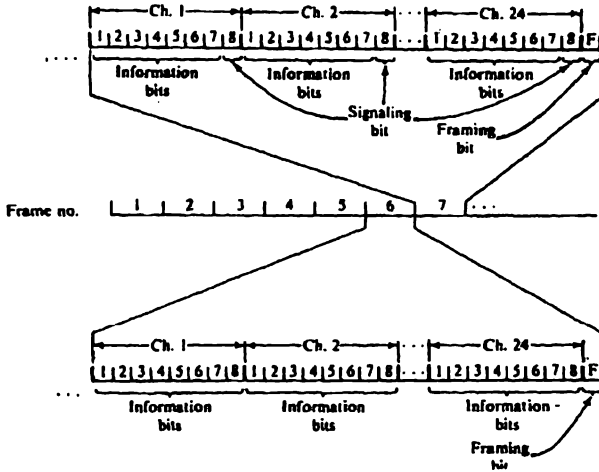 Ch. 1 Ch. 2 Ch. 24
1 2 3 4 5 6 7 8 1 2 3 4 5 6 7 8 ··· 1 2 3 4 5 6 7 8 F
···· Information bits Information bits Information bits
Signaling bit
Framing bit
Frame no. 1 2 3 4 5 6 7 ···
Ch. 1 Ch. 2 ··· Ch. 24
1 2 3 4 5 6 7 8 1 2 3 4 5 6 7 8 ··· 1 2 3 4 5 6 7 8 F
···· Information bits Information bits Information - bits
Framing
bit